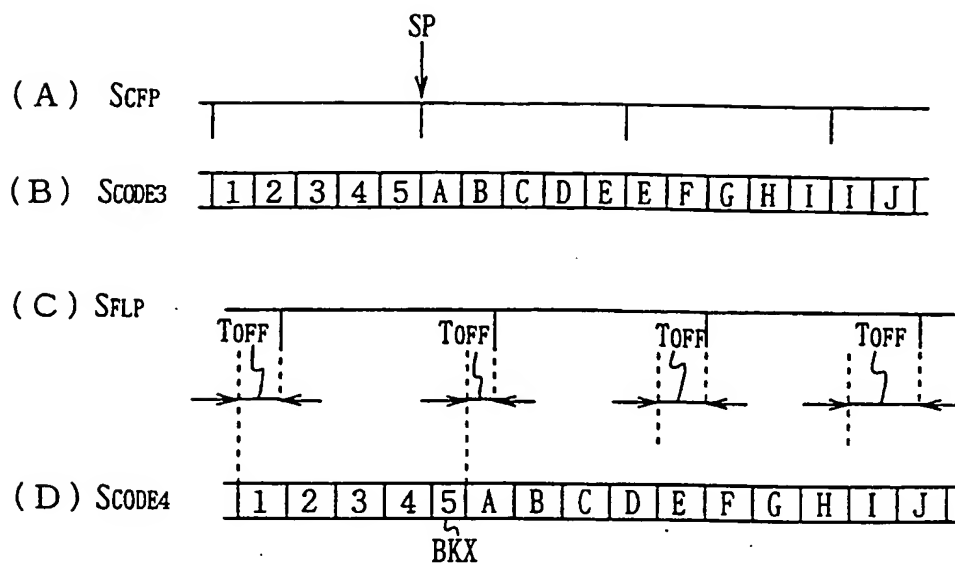 SP
(A) SCFP
(B) SCODE3 1 2 3 4 5 A B C D E E F G H I I J
(C) SFLP
TOFF TOFF TOFF TOFF
(D) SCODE4 1 2 3 4 5 A B C D E F G H I J
BKX